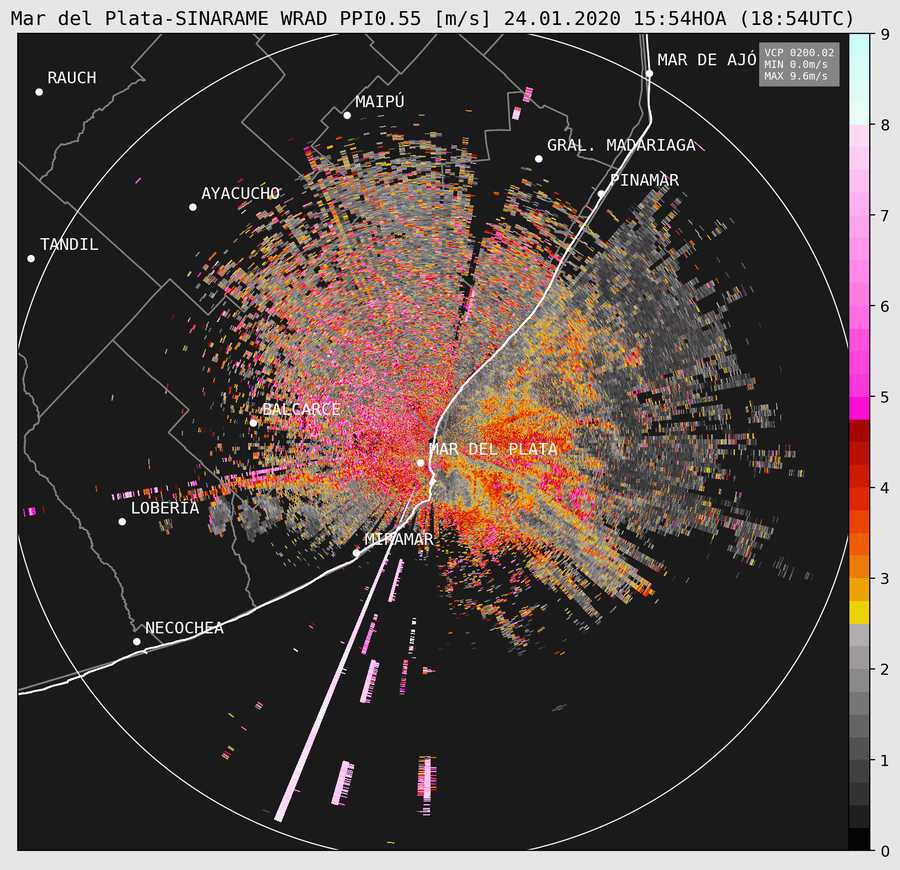 Mar del Plata-SINARAME WRAD PPI0.55 [m/s] 24.01.2020 15:54HOA (18:54UTC)
VCP 0200.02
MIN 0.0m/s
MAX 9.6m/s
MAR DE AJÓ
RAUCH
MAIPÚ
GRAL. MADARIAGA
PINAMAR
AYACUCHO
TANDIL
BALCARCE
MAR DEL PLATA
LOBERÍA
MIRAMAR
NECOCHEA
9
8
7
6
5
4
3
2
1
0